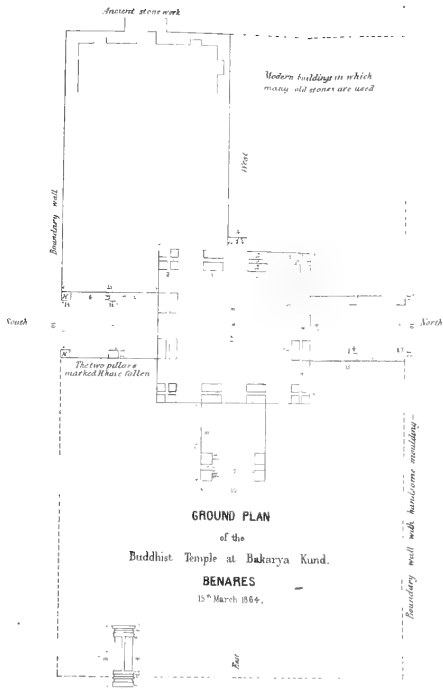 Ancient stone work
Modern buildings in which
many old stones are used
West
Boundary wall
South
North
The two pillars
marked H have fallen
GROUND PLAN
of the
Buddhist Temple at Bakarya Kund.
BENARES
15th March 1864.
Boundary wall with handsome moulding
East